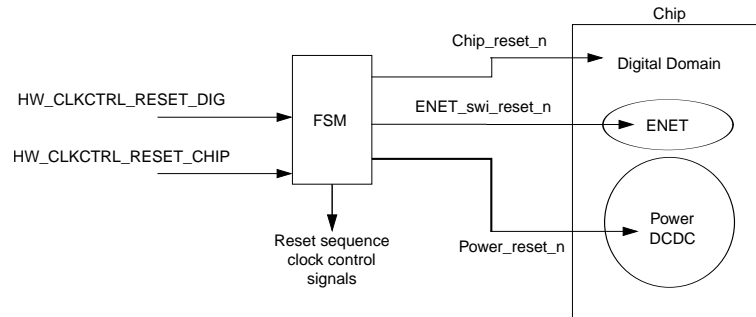 Chip
Chip_reset_n
Digital Domain
HW_CLKCTRL_RESET_DIG
FSM
ENET_swi_reset_n
ENET
HW_CLKCTRL_RESET_CHIP
Power
DCDC
Power_reset_n
Reset sequence
clock control
signals